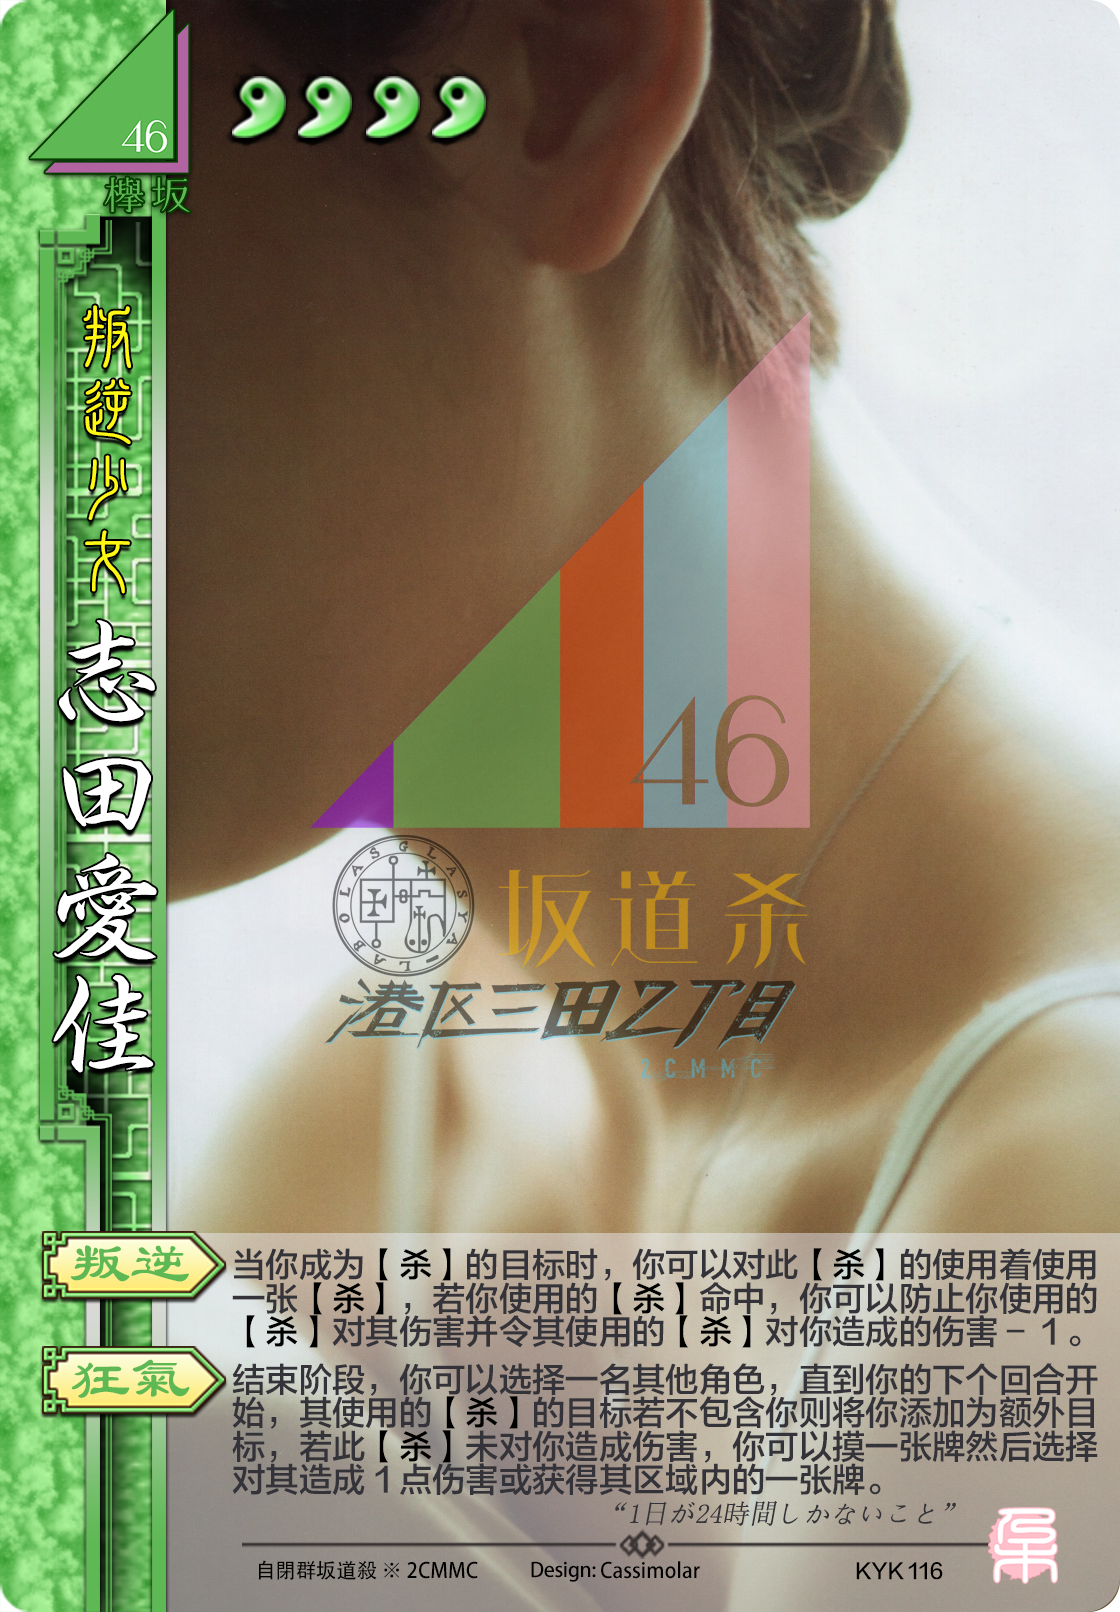 46
欅坂
叛逆少女
志田愛佳
46
GLASYALABOLAS
坂道杀
港区三田2丁目
2CMMC
叛逆
当你成为【杀】的目标时，你可以对此【杀】的使用着使用
一张【杀】，若你使用的【杀】命中，你可以防止你使用的
【杀】对其伤害并令其使用的【杀】对你造成的伤害－１。
狂氣
结束阶段，你可以选择一名其他角色，直到你的下个回合开
始，其使用的【杀】的目标若不包含你则将你添加为额外目
标，若此【杀】未对你造成伤害，你可以摸一张牌然后选择
对其造成１点伤害或获得其区域内的一张牌。
“1日が24時間しかないこと”
自閉群坂道殺 ※ 2CMMC Design: Cassimolar KYK 116